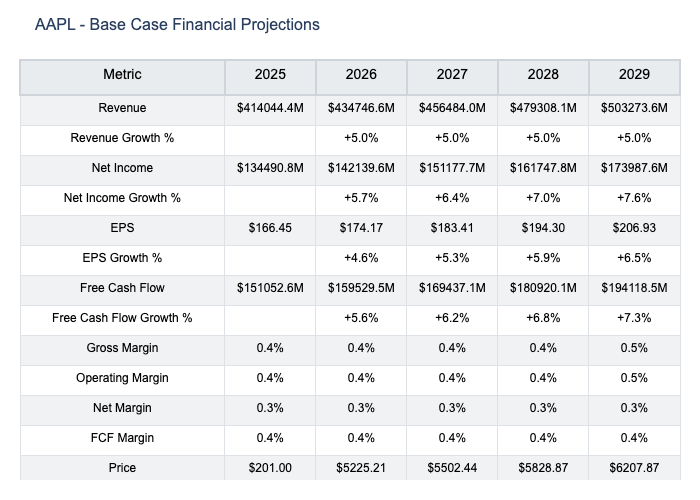 AAPL - Base Case Financial Projections
Metric 2025 2026 2027 2028 2029
Revenue $414044.4M $434746.6M $456484.0M $479308.1M $503273.6M
Revenue Growth % +5.0% +5.0% +5.0% +5.0%
Net Income $134490.8M $142139.6M $151177.7M $161747.8M $173987.6M
Net Income Growth % +5.7% +6.4% +7.0% +7.6%
EPS $166.45 $174.17 $183.41 $194.30 $206.93
EPS Growth % +4.6% +5.3% +5.9% +6.5%
Free Cash Flow $151052.6M $159529.5M $169437.1M $180920.1M $194118.5M
Free Cash Flow Growth % +5.6% +6.2% +6.8% +7.3%
Gross Margin 0.4% 0.4% 0.4% 0.4% 0.5%
Operating Margin 0.4% 0.4% 0.4% 0.4% 0.5%
Net Margin 0.3% 0.3% 0.3% 0.3% 0.3%
FCF Margin 0.4% 0.4% 0.4% 0.4% 0.4%
Price $201.00 $5225.21 $5502.44 $5828.87 $6207.87